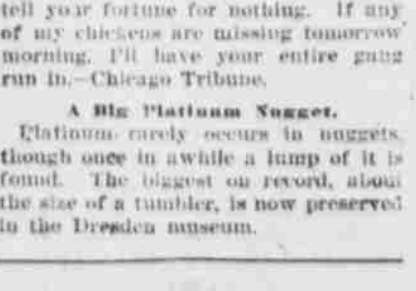 tell your fortune for nothing. If any
of my chickens are missing tomorrow
morning, I'll have your entire gang
run in.—Chicago Tribune.
A Big Platinum Nugget.
Platinum rarely occurs in nuggets,
though once in awhile a lump of it is
found. The biggest on record, about
the size of a tumbler, is now preserved
in the Dresden museum.